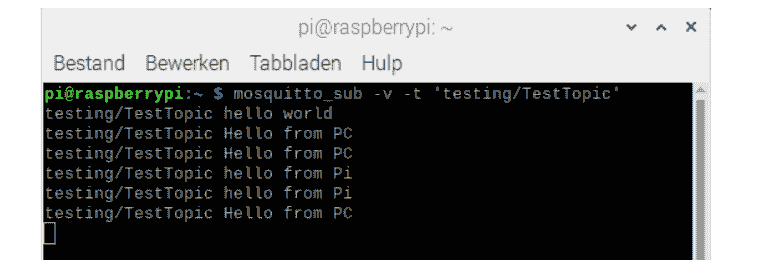 pi@raspberrypi: ~
Bestand Bewerken Tabbladen Hulp
pi@raspberrypi:~ $ mosquitto_sub -v -t 'testing/TestTopic'
testing/TestTopic hello world
testing/TestTopic Hello from PC
testing/TestTopic Hello from PC
testing/TestTopic hello from Pi
testing/TestTopic hello from Pi
testing/TestTopic Hello from PC